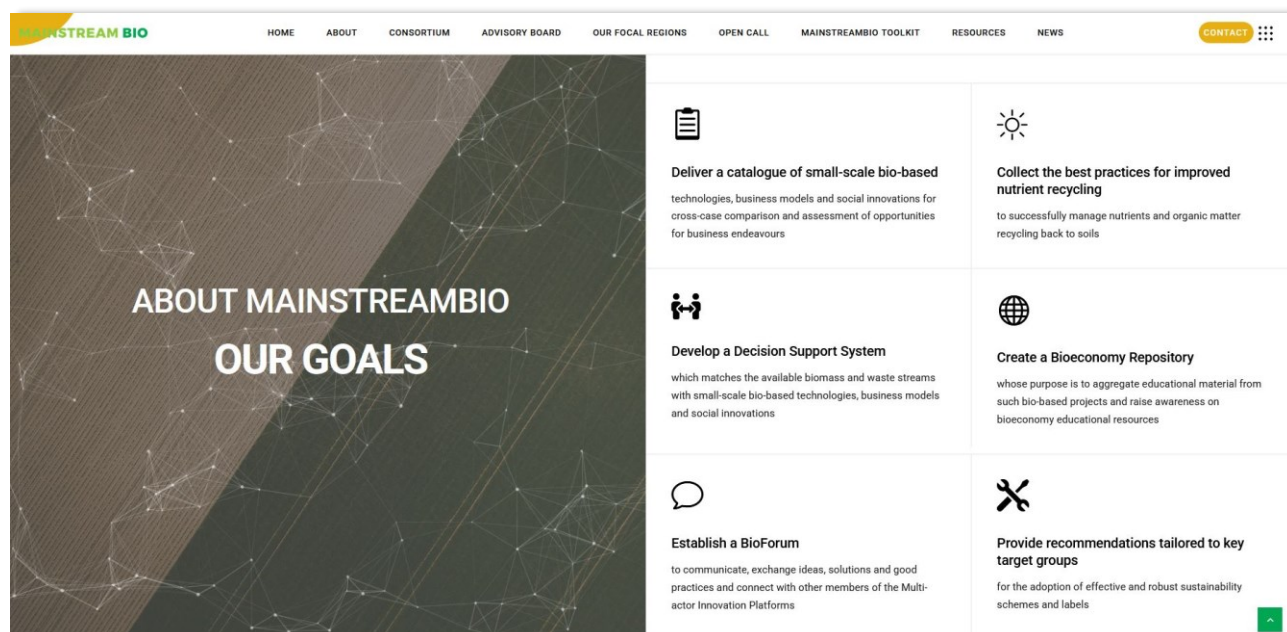 MAINSTREAM BIO
HOME ABOUT CONSORTIUM ADVISORY BOARD OUR FOCAL REGIONS OPEN CALL MAINSTREAMBIO TOOLKIT RESOURCES NEWS CONTACT
ABOUT MAINSTREAMBIO
OUR GOALS
Deliver a catalogue of small-scale bio-based
technologies, business models and social innovations for
cross-case comparison and assessment of opportunities
for business endeavours
Collect the best practices for improved
nutrient recycling
to successfully manage nutrients and organic matter
recycling back to soils
Develop a Decision Support System
which matches the available biomass and waste streams
with small-scale bio-based technologies, business models
and social innovations
Create a Bioeconomy Repository
whose purpose is to aggregate educational material from
such bio-based projects and raise awareness on
bioeconomy educational resources
Establish a BioForum
to communicate, exchange ideas, solutions and good
practices and connect with other members of the Multi-
actor Innovation Platforms
Provide recommendations tailored to key
target groups
for the adoption of effective and robust sustainability
schemes and labels